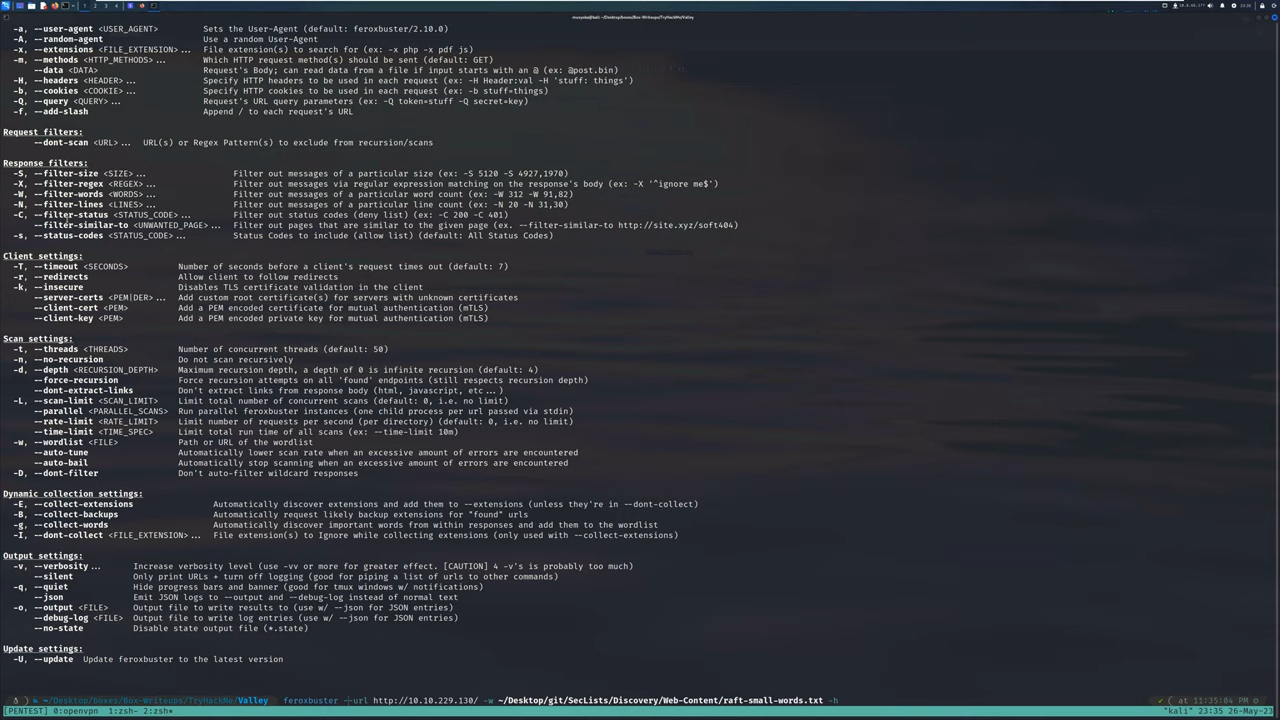 1 2 3 4
musyoka@kali ~/Desktop/boxes/Box-Writeups/TryHackMe/Valley
-a, --user-agent <USER_AGENT> Sets the User-Agent (default: feroxbuster/2.10.0)
-A, --random-agent Use a random User-Agent
-x, --extensions <FILE_EXTENSION>... File extension(s) to search for (ex: -x php -x pdf js)
-m, --methods <HTTP_METHODS>... Which HTTP request method(s) should be sent (default: GET)
--data <DATA> Request's Body; can read data from a file if input starts with an @ (ex: @post.bin)
-H, --headers <HEADER>... Specify HTTP headers to be used in each request (ex: -H Header:val -H 'stuff: things')
-b, --cookies <COOKIE>... Specify HTTP cookies to be used in each request (ex: -b stuff=things)
-Q, --query <QUERY>... Request's URL query parameters (ex: -Q token=stuff -Q secret=key)
-f, --add-slash Append / to each request's URL
Request filters:
--dont-scan <URL>... URL(s) or Regex Pattern(s) to exclude from recursion/scans
Response filters:
-S, --filter-size <SIZE>... Filter out messages of a particular size (ex: -S 5120 -S 4927,1970)
-X, --filter-regex <REGEX>... Filter out messages via regular expression matching on the response's body (ex: -X '^ignore me$')
-W, --filter-words <WORDS>... Filter out messages of a particular word count (ex: -W 312 -W 91,82)
-N, --filter-lines <LINES>... Filter out messages of a particular line count (ex: -N 20 -N 31,30)
-C, --filter-status <STATUS_CODE>... Filter out status codes (deny list) (ex: -C 200 -C 401)
--filter-similar-to <UNWANTED_PAGE>... Filter out pages that are similar to the given page (ex. --filter-similar-to http://site.xyz/soft404)
-s, --status-codes <STATUS_CODE>... Status Codes to include (allow list) (default: All Status Codes)
Client settings:
-T, --timeout <SECONDS> Number of seconds before a client's request times out (default: 7)
-r, --redirects Allow client to follow redirects
-k, --insecure Disables TLS certificate validation in the client
--server-certs <PEM|DER>... Add custom root certificate(s) for servers with unknown certificates
--client-cert <PEM> Add a PEM encoded certificate for mutual authentication (mTLS)
--client-key <PEM> Add a PEM encoded private key for mutual authentication (mTLS)
Scan settings:
-t, --threads <THREADS> Number of concurrent threads (default: 50)
-n, --no-recursion Do not scan recursively
-d, --depth <RECURSION_DEPTH> Maximum recursion depth, a depth of 0 is infinite recursion (default: 4)
--force-recursion Force recursion attempts on all 'found' endpoints (still respects recursion depth)
--dont-extract-links Don't extract links from response body (html, javascript, etc...)
-L, --scan-limit <SCAN_LIMIT> Limit total number of concurrent scans (default: 0, i.e. no limit)
--parallel <PARALLEL_SCANS> Run parallel feroxbuster instances (one child process per url passed via stdin)
--rate-limit <RATE_LIMIT> Limit number of requests per second (per directory) (default: 0, i.e. no limit)
--time-limit <TIME_SPEC> Limit total run time of all scans (ex: --time-limit 10m)
-w, --wordlist <FILE> Path or URL of the wordlist
--auto-tune Automatically lower scan rate when an excessive amount of errors are encountered
--auto-bail Automatically stop scanning when an excessive amount of errors are encountered
-D, --dont-filter Don't auto-filter wildcard responses
Dynamic collection settings:
-E, --collect-extensions Automatically discover extensions and add them to --extensions (unless they're in --dont-collect)
-B, --collect-backups Automatically request likely backup extensions for "found" urls
-g, --collect-words Automatically discover important words from within responses and add them to the wordlist
-I, --dont-collect <FILE_EXTENSION>... File extension(s) to Ignore while collecting extensions (only used with --collect-extensions)
Output settings:
-v, --verbosity... Increase verbosity level (use -vv or more for greater effect. [CAUTION] 4 -v's is probably too much)
--silent Only print URLs + turn off logging (good for piping a list of urls to other commands)
-q, --quiet Hide progress bars and banner (good for tmux windows w/ notifications)
--json Emit JSON logs to --output and --debug-log instead of normal text
-o, --output <FILE> Output file to write results to (use w/ --json for JSON entries)
--debug-log <FILE> Output file to write log entries (use w/ --json for JSON entries)
--no-state Disable state output file (*.state)
Update settings:
-U, --update Update feroxbuster to the latest version
~/Desktop/boxes/Box-Writeups/TryHackMe/Valley feroxbuster --url http://10.10.229.130/ -w ~/Desktop/git/SecLists/Discovery/Web-Content/raft-small-words.txt -h at 11:35:04 PM
[PENTEST] 0:openvpn 1:zsh- 2:zsh* "kali" 23:35 26-May-23